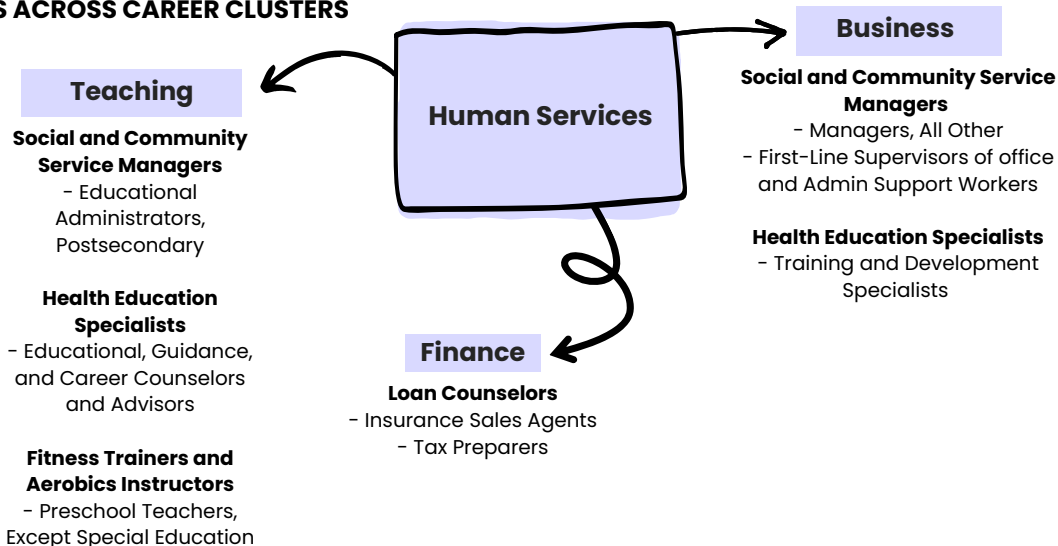 S ACROSS CAREER CLUSTERS
Teaching
Social and Community
Service Managers
- Educational
Administrators,
Postsecondary
Health Education
Specialists
- Educational, Guidance,
and Career Counselors
and Advisors
Fitness Trainers and
Aerobics Instructors
- Preschool Teachers,
Except Special Education
Human Services
Finance
Loan Counselors
- Insurance Sales Agents
- Tax Preparers
Business
Social and Community Service
Managers
- Managers, All Other
- First-Line Supervisors of office
and Admin Support Workers
Health Education Specialists
- Training and Development
Specialists